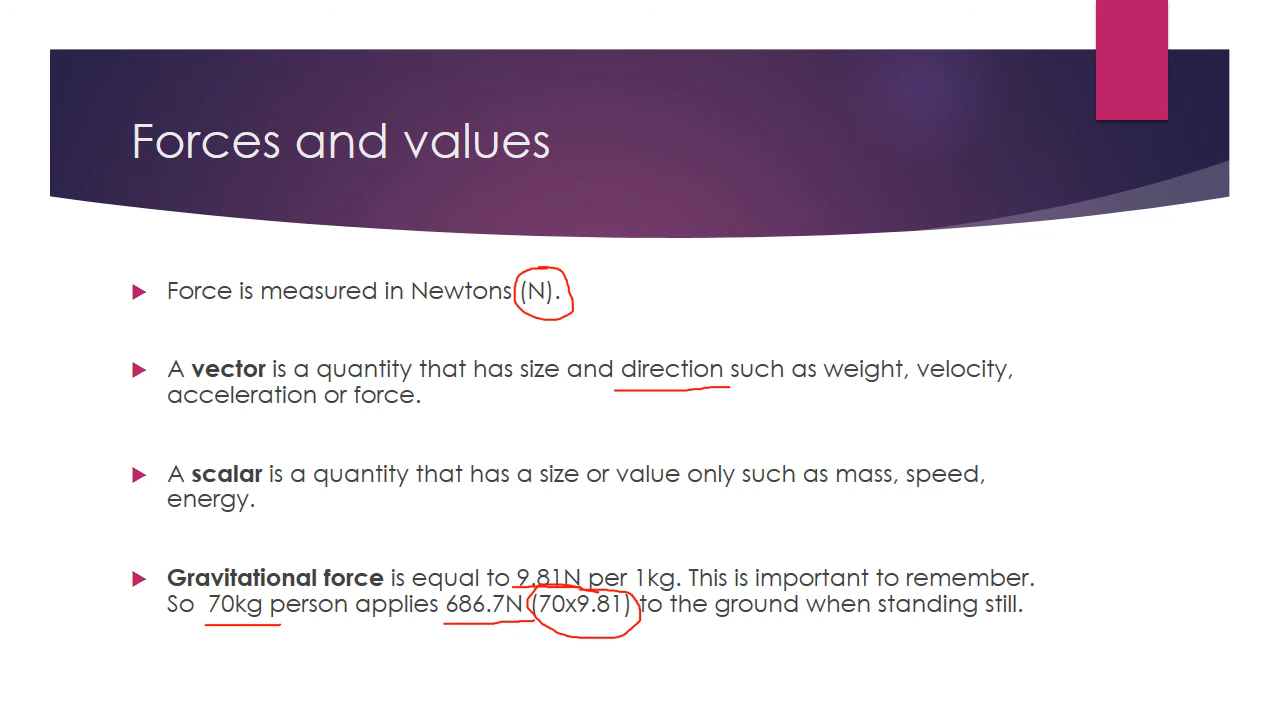 Forces and values
Force is measured in Newtons (N).
A vector is a quantity that has size and direction such as weight, velocity,
acceleration or force.
A scalar is a quantity that has a size or value only such as mass, speed,
energy.
Gravitational force is equal to 9.81N per 1kg. This is important to remember.
So 70kg person applies 686.7N (70x9.81) to the ground when standing still.